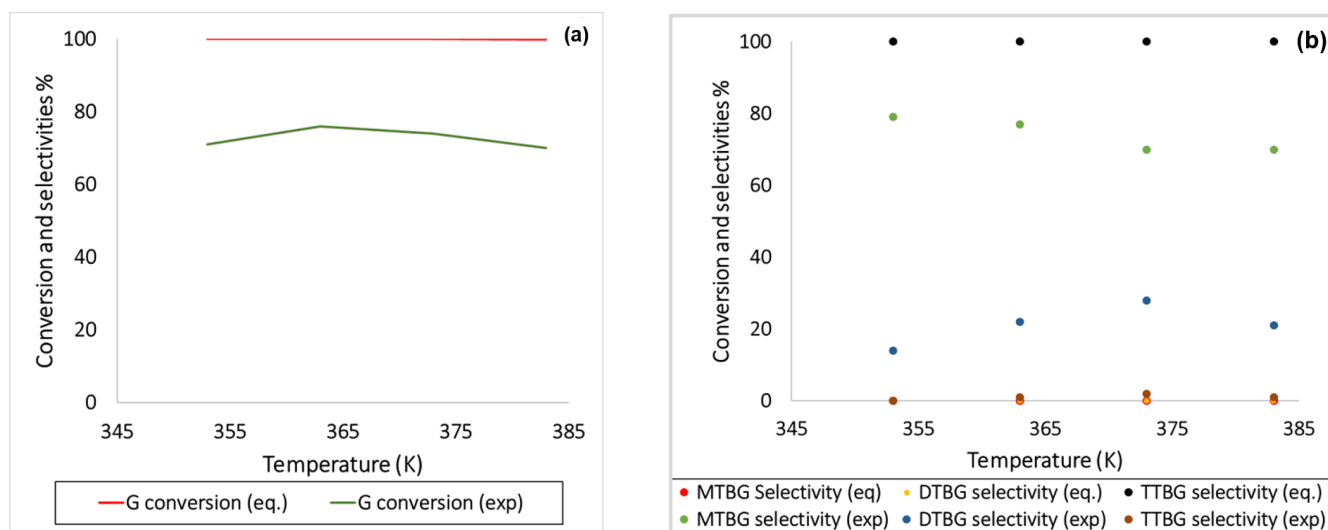 (a)
Conversion and selectivities %
100
80
60
40
20
0
345
355
365
375
385
Temperature (K)
G conversion (eq.)
G conversion (exp)
(b)
Conversion and selectivities %
100
80
60
40
20
0
345
355
365
375
385
Temperature (K)
MTBG Selectivity (eq)
DTBG selectivity (eq.)
TTBG selectivity (eq.)
MTBG selectivity (exp)
DTBG selectivity (exp)
TTBG selectivity (exp)